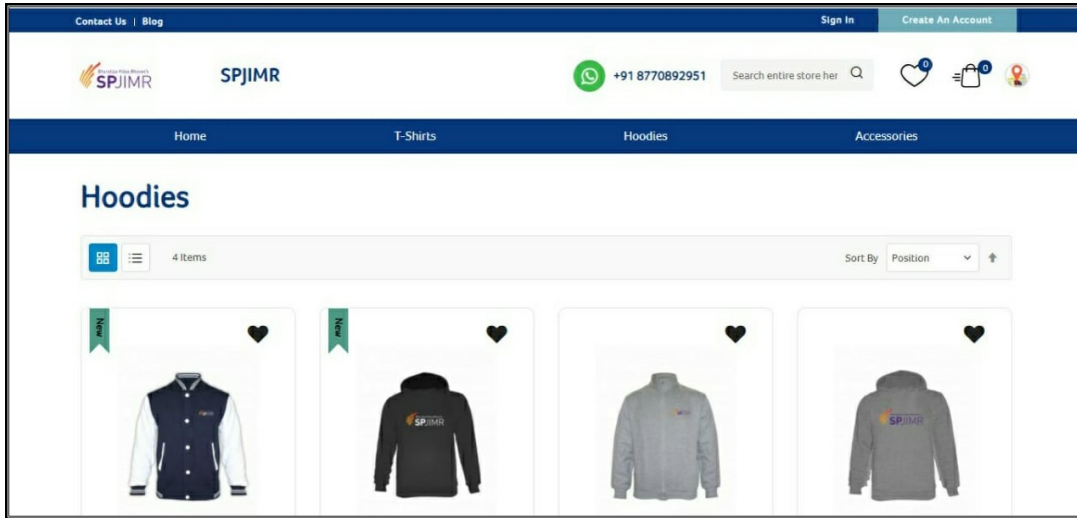 Contact Us | Blog
Sign In
Create An Account
SPJIMR
SPJIMR
+91 8770892951
Search entire store her
0
0
Home
T-Shirts
Hoodies
Accessories
Hoodies
4 Items
Sort By
Position
New
New
SPJIMR
SPJIMR